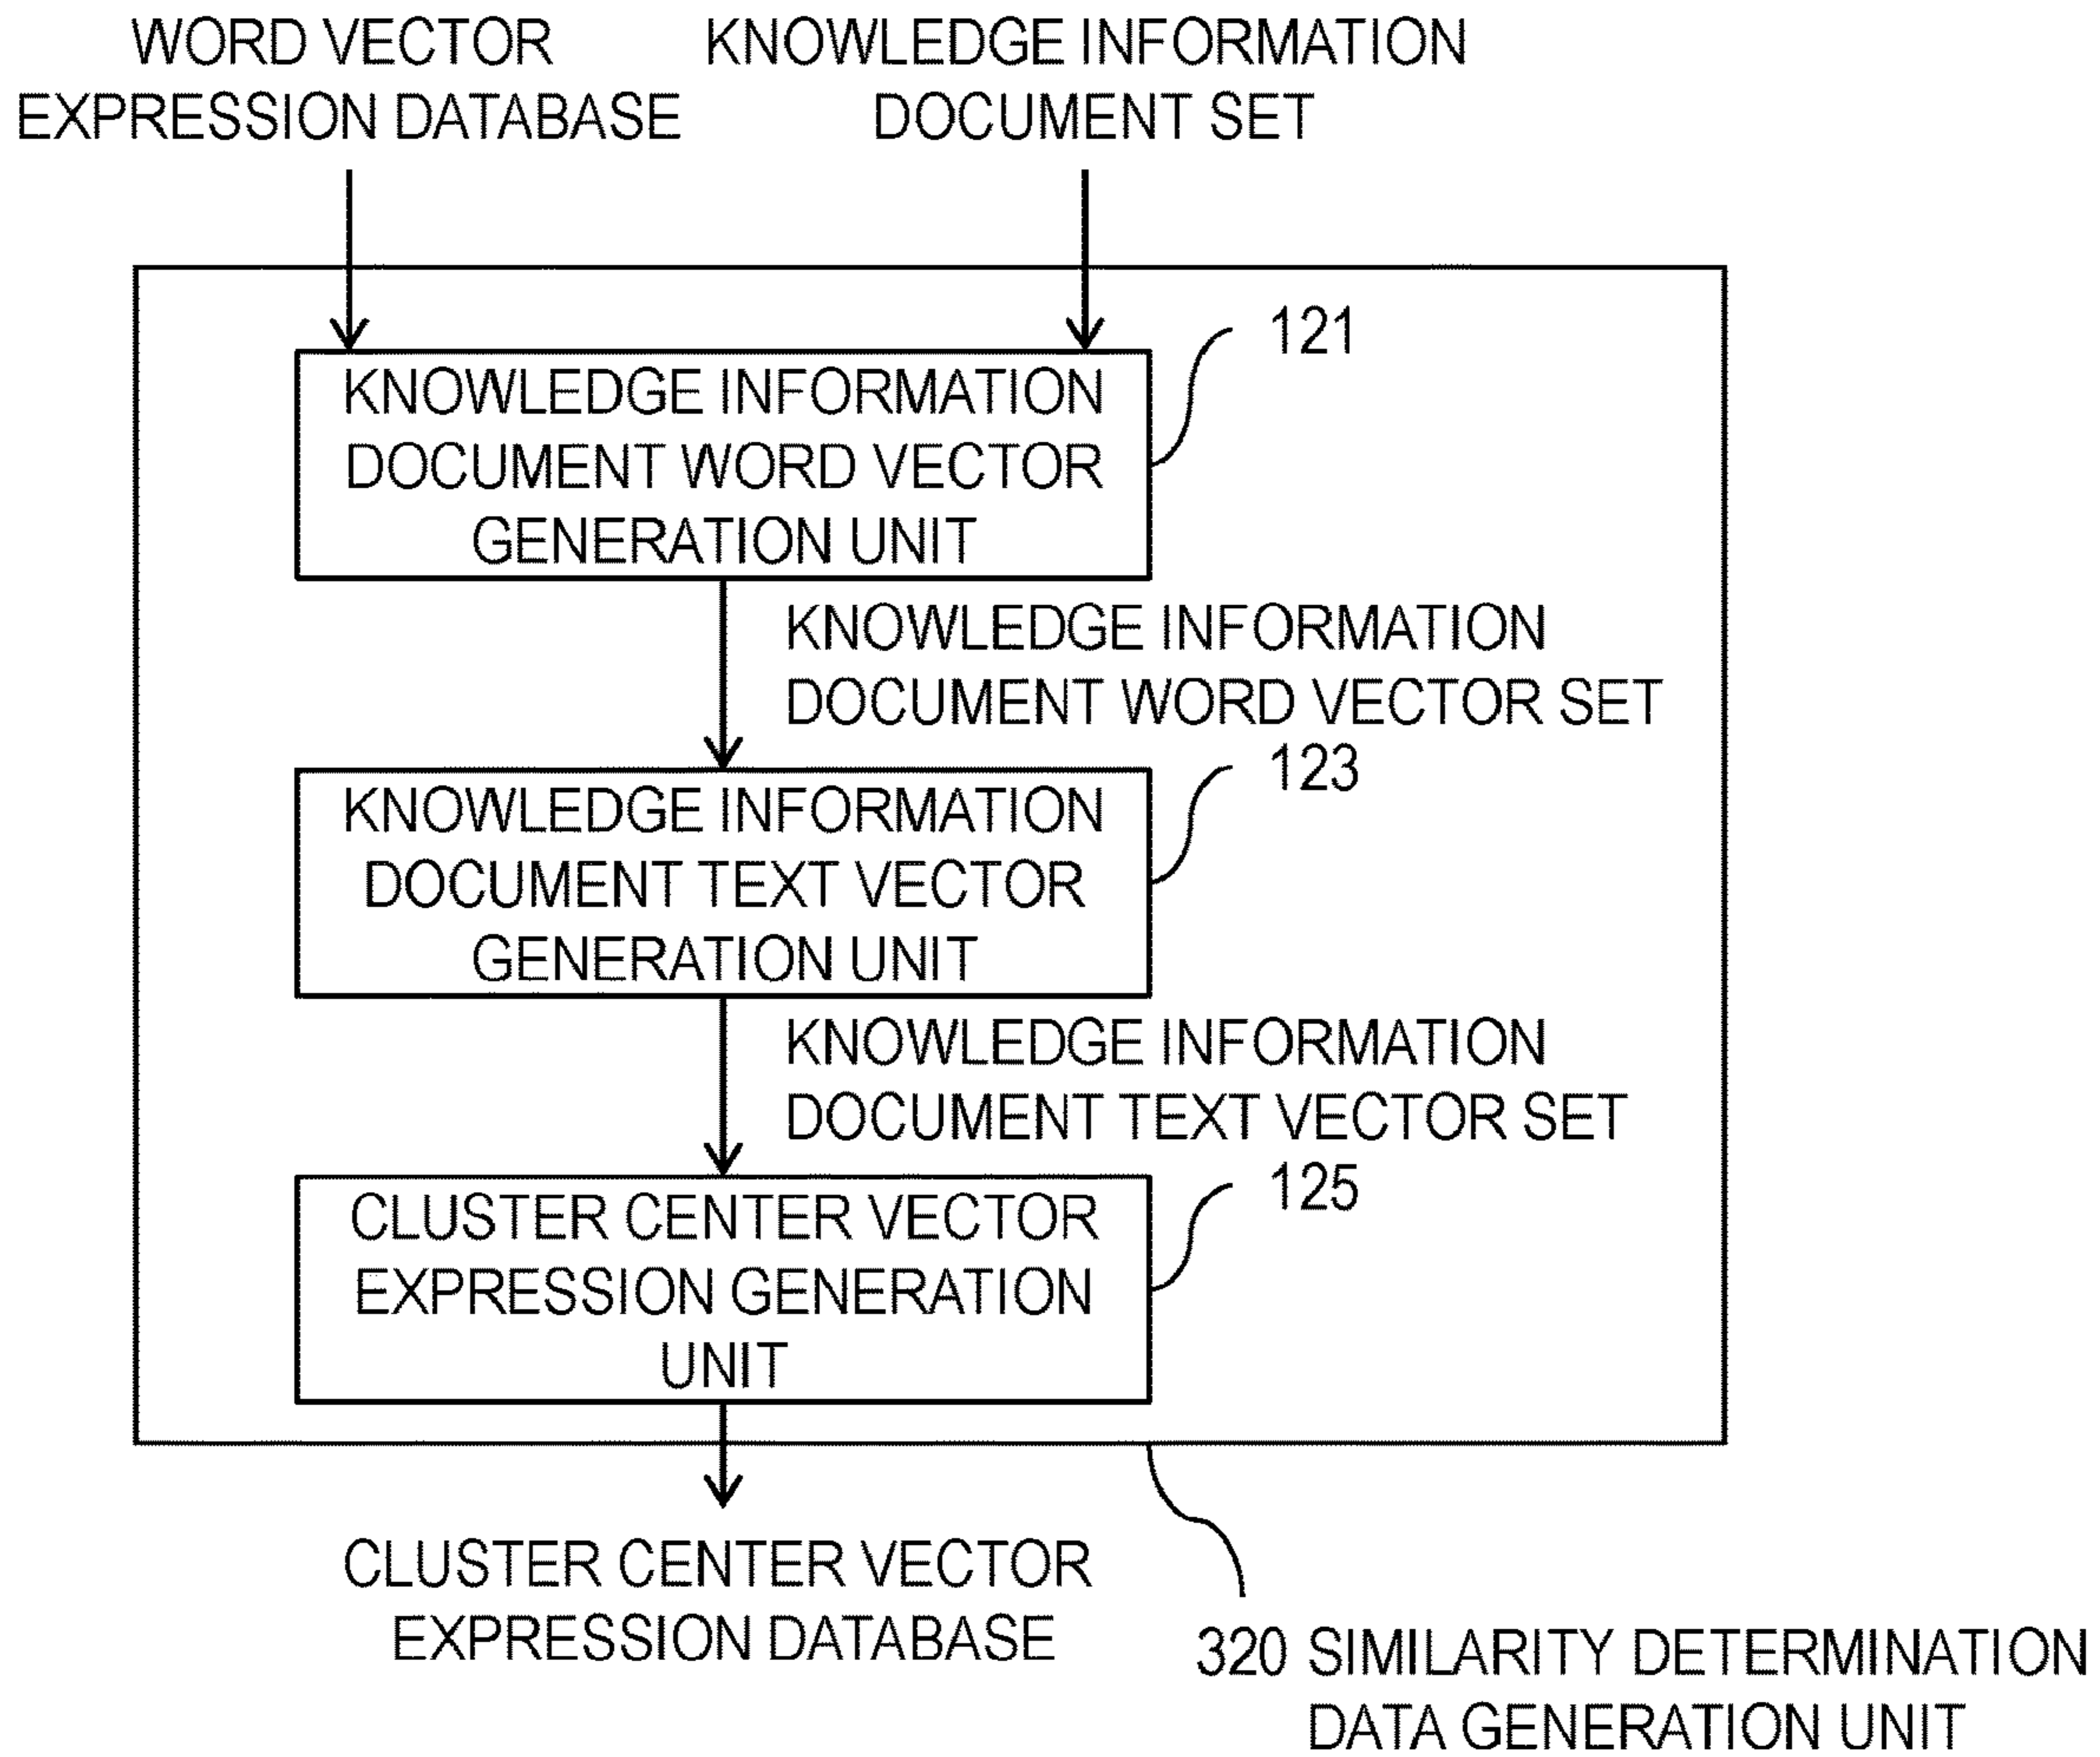 WORD VECTOR
EXPRESSION DATABASE
KNOWLEDGE INFORMATION
DOCUMENT SET
121
KNOWLEDGE INFORMATION
DOCUMENT WORD VECTOR
GENERATION UNIT
KNOWLEDGE INFORMATION
DOCUMENT WORD VECTOR SET
123
KNOWLEDGE INFORMATION
DOCUMENT TEXT VECTOR
GENERATION UNIT
KNOWLEDGE INFORMATION
DOCUMENT TEXT VECTOR SET
125
CLUSTER CENTER VECTOR
EXPRESSION GENERATION
UNIT
CLUSTER CENTER VECTOR
EXPRESSION DATABASE
320 SIMILARITY DETERMINATION
DATA GENERATION UNIT